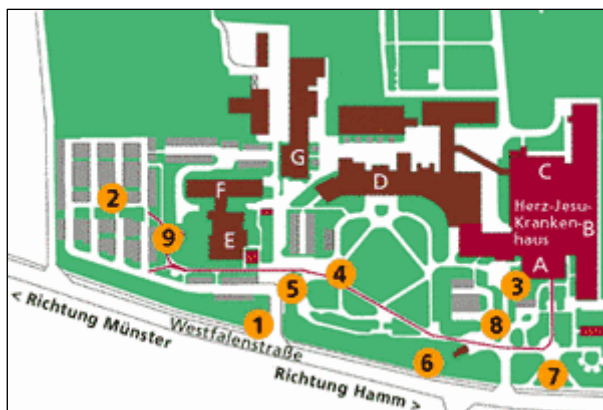 G
C
F
D
Herz-Jesu-
Kranken-
haus
B
2
E
A
9
4
3
5
1
8
Westfalenstraße
< Richtung Münster
6
7
Richtung Hamm >